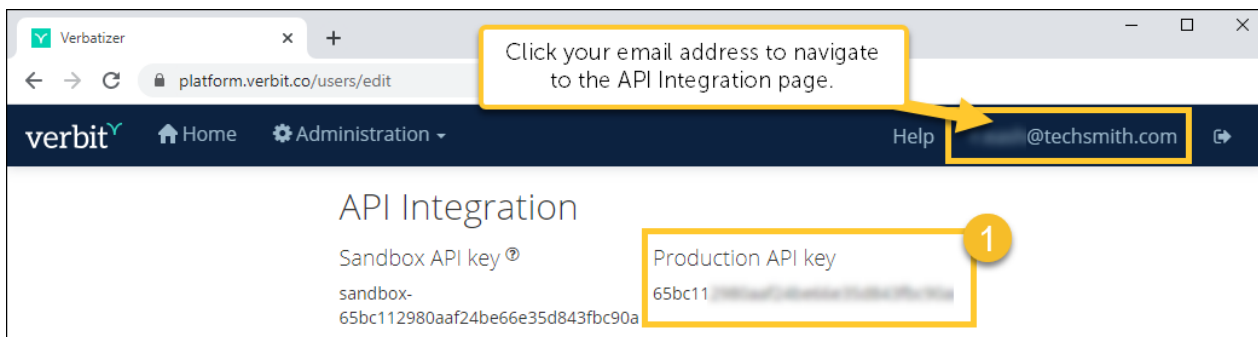 Verbatizer
platform.verbit.co/users/edit
Click your email address to navigate
to the API Integration page.
verbit Home Administration Help @techsmith.com
API Integration
Sandbox API key Production API key 1
sandbox- 65bc11
65bc112980aaf24be66e35d843fbc90a